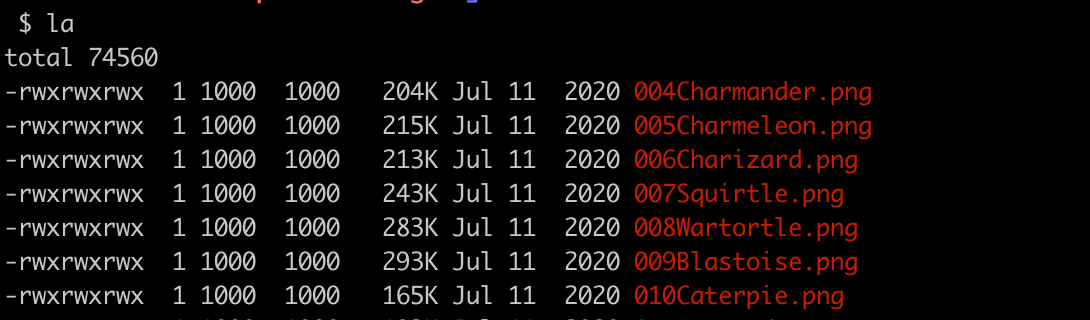 $ la
total 74560
-rwxrwxrwx  1 1000  1000   204K Jul 11  2020 004Charmander.png
-rwxrwxrwx  1 1000  1000   215K Jul 11  2020 005Charmeleon.png
-rwxrwxrwx  1 1000  1000   213K Jul 11  2020 006Charizard.png
-rwxrwxrwx  1 1000  1000   243K Jul 11  2020 007Squirtle.png
-rwxrwxrwx  1 1000  1000   283K Jul 11  2020 008Wartortle.png
-rwxrwxrwx  1 1000  1000   293K Jul 11  2020 009Blastoise.png
-rwxrwxrwx  1 1000  1000   165K Jul 11  2020 010Caterpie.png